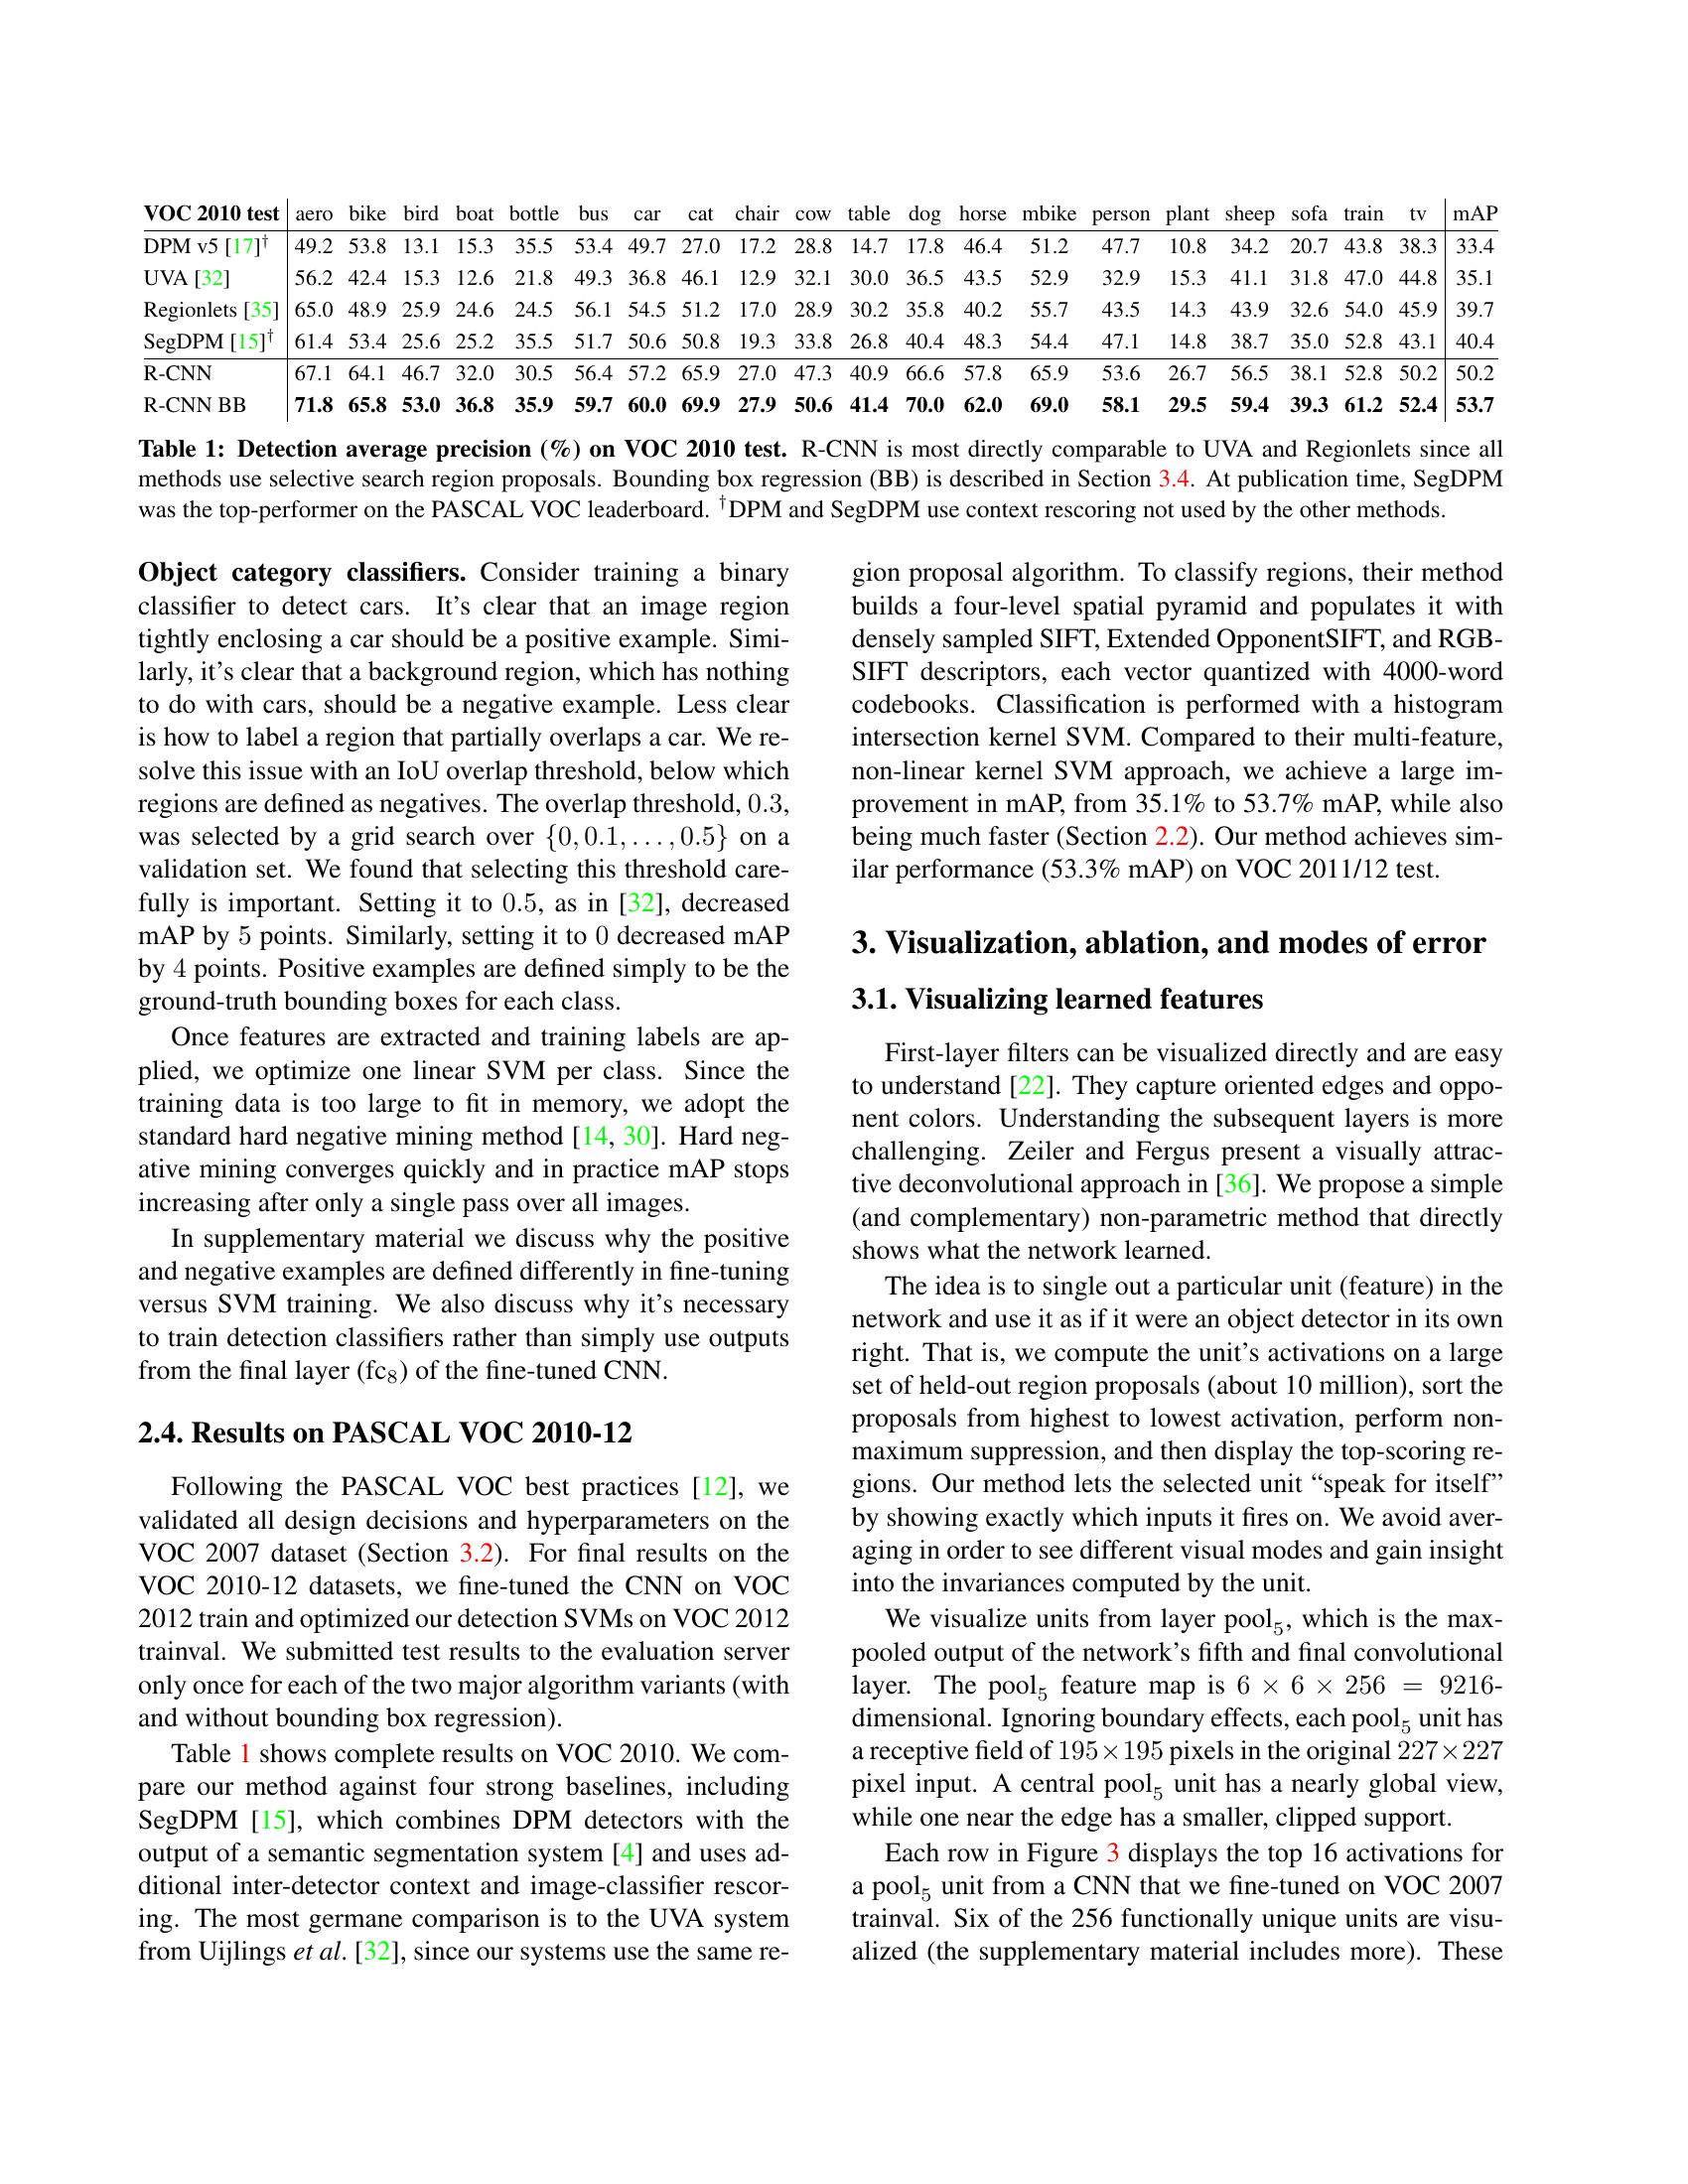 VOC 2010 test aero bike bird boat bottle bus car cat chair cow table dog horse mbike person plant sheep sofa train tv mAP
DPM v5 [17]† 49.2 53.8 13.1 15.3 35.5 53.4 49.7 27.0 17.2 28.8 14.7 17.8 46.4 51.2 47.7 10.8 34.2 20.7 43.8 38.3 33.4
UVA [32] 56.2 42.4 15.3 12.6 21.8 49.3 36.8 46.1 12.9 32.1 30.0 36.5 43.5 52.9 32.9 15.3 41.1 31.8 47.0 44.8 35.1
Regionlets [35] 65.0 48.9 25.9 24.6 24.5 56.1 54.5 51.2 17.0 28.9 30.2 35.8 40.2 55.7 43.5 14.3 43.9 32.6 54.0 45.9 39.7
SegDPM [15]† 61.4 53.4 25.6 25.2 35.5 51.7 50.6 50.8 19.3 33.8 26.8 40.4 48.3 54.4 47.1 14.8 38.7 35.0 52.8 43.1 40.4
R-CNN 67.1 64.1 46.7 32.0 30.5 56.4 57.2 65.9 27.0 47.3 40.9 66.6 57.8 65.9 53.6 26.7 56.5 38.1 52.8 50.2 50.2
R-CNN BB 71.8 65.8 53.0 36.8 35.9 59.7 60.0 69.9 27.9 50.6 41.4 70.0 62.0 69.0 58.1 29.5 59.4 39.3 61.2 52.4 53.7
Table 1: Detection average precision (%) on VOC 2010 test. R-CNN is most directly comparable to UVA and Regionlets since all
methods use selective search region proposals. Bounding box regression (BB) is described in Section 3.4. At publication time, SegDPM
was the top-performer on the PASCAL VOC leaderboard. †DPM and SegDPM use context rescoring not used by the other methods.
Object category classifiers. Consider training a binary
classifier to detect cars. It's clear that an image region
tightly enclosing a car should be a positive example. Simi-
larly, it's clear that a background region, which has nothing
to do with cars, should be a negative example. Less clear
is how to label a region that partially overlaps a car. We re-
solve this issue with an IoU overlap threshold, below which
regions are defined as negatives. The overlap threshold, 0.3,
was selected by a grid search over {0, 0.1, . . . , 0.5} on a
validation set. We found that selecting this threshold care-
fully is important. Setting it to 0.5, as in [32], decreased
mAP by 5 points. Similarly, setting it to 0 decreased mAP
by 4 points. Positive examples are defined simply to be the
ground-truth bounding boxes for each class.
Once features are extracted and training labels are ap-
plied, we optimize one linear SVM per class. Since the
training data is too large to fit in memory, we adopt the
standard hard negative mining method [14, 30]. Hard neg-
ative mining converges quickly and in practice mAP stops
increasing after only a single pass over all images.
In supplementary material we discuss why the positive
and negative examples are defined differently in fine-tuning
versus SVM training. We also discuss why it's necessary
to train detection classifiers rather than simply use outputs
from the final layer (fc₈) of the fine-tuned CNN.
2.4. Results on PASCAL VOC 2010-12
Following the PASCAL VOC best practices [12], we
validated all design decisions and hyperparameters on the
VOC 2007 dataset (Section 3.2). For final results on the
VOC 2010-12 datasets, we fine-tuned the CNN on VOC
2012 train and optimized our detection SVMs on VOC 2012
trainval. We submitted test results to the evaluation server
only once for each of the two major algorithm variants (with
and without bounding box regression).
Table 1 shows complete results on VOC 2010. We com-
pare our method against four strong baselines, including
SegDPM [15], which combines DPM detectors with the
output of a semantic segmentation system [4] and uses ad-
ditional inter-detector context and image-classifier rescor-
ing. The most germane comparison is to the UVA system
from Uijlings et al. [32], since our systems use the same re-
gion proposal algorithm. To classify regions, their method
builds a four-level spatial pyramid and populates it with
densely sampled SIFT, Extended OpponentSIFT, and RGB-
SIFT descriptors, each vector quantized with 4000-word
codebooks. Classification is performed with a histogram
intersection kernel SVM. Compared to their multi-feature,
non-linear kernel SVM approach, we achieve a large im-
provement in mAP, from 35.1% to 53.7% mAP, while also
being much faster (Section 2.2). Our method achieves sim-
ilar performance (53.3% mAP) on VOC 2011/12 test.
3. Visualization, ablation, and modes of error
3.1. Visualizing learned features
First-layer filters can be visualized directly and are easy
to understand [22]. They capture oriented edges and oppo-
nent colors. Understanding the subsequent layers is more
challenging. Zeiler and Fergus present a visually attrac-
tive deconvolutional approach in [36]. We propose a simple
(and complementary) non-parametric method that directly
shows what the network learned.
The idea is to single out a particular unit (feature) in the
network and use it as if it were an object detector in its own
right. That is, we compute the unit's activations on a large
set of held-out region proposals (about 10 million), sort the
proposals from highest to lowest activation, perform non-
maximum suppression, and then display the top-scoring re-
gions. Our method lets the selected unit “speak for itself”
by showing exactly which inputs it fires on. We avoid aver-
aging in order to see different visual modes and gain insight
into the invariances computed by the unit.
We visualize units from layer pool₅, which is the max-
pooled output of the network's fifth and final convolutional
layer. The pool₅ feature map is 6 × 6 × 256 = 9216-
dimensional. Ignoring boundary effects, each pool₅ unit has
a receptive field of 195×195 pixels in the original 227×227
pixel input. A central pool₅ unit has a nearly global view,
while one near the edge has a smaller, clipped support.
Each row in Figure 3 displays the top 16 activations for
a pool₅ unit from a CNN that we fine-tuned on VOC 2007
trainval. Six of the 256 functionally unique units are visu-
alized (the supplementary material includes more). These